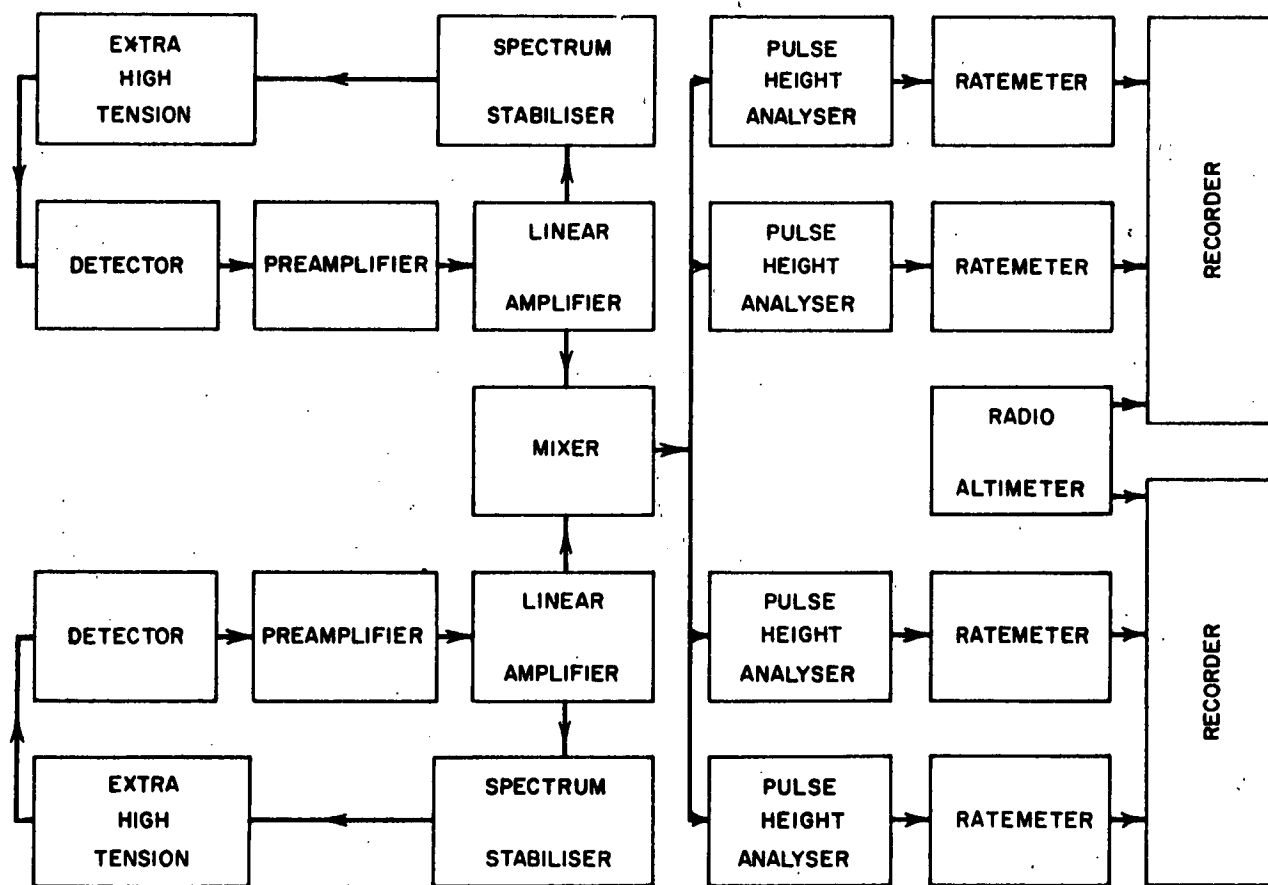 EXTRA
HIGH
TENSION
SPECTRUM
STABILISER
PULSE
HEIGHT
ANALYSER
RATEMETER
RECORDER
DETECTOR
PREAMPLIFIER
LINEAR
AMPLIFIER
PULSE
HEIGHT
ANALYSER
RATEMETER
MIXER
RADIO
ALTIMETER
DETECTOR
PREAMPLIFIER
LINEAR
AMPLIFIER
PULSE
HEIGHT
ANALYSER
RATEMETER
RECORDER
EXTRA
HIGH
TENSION
SPECTRUM
STABILISER
PULSE
HEIGHT
ANALYSER
RATEMETER